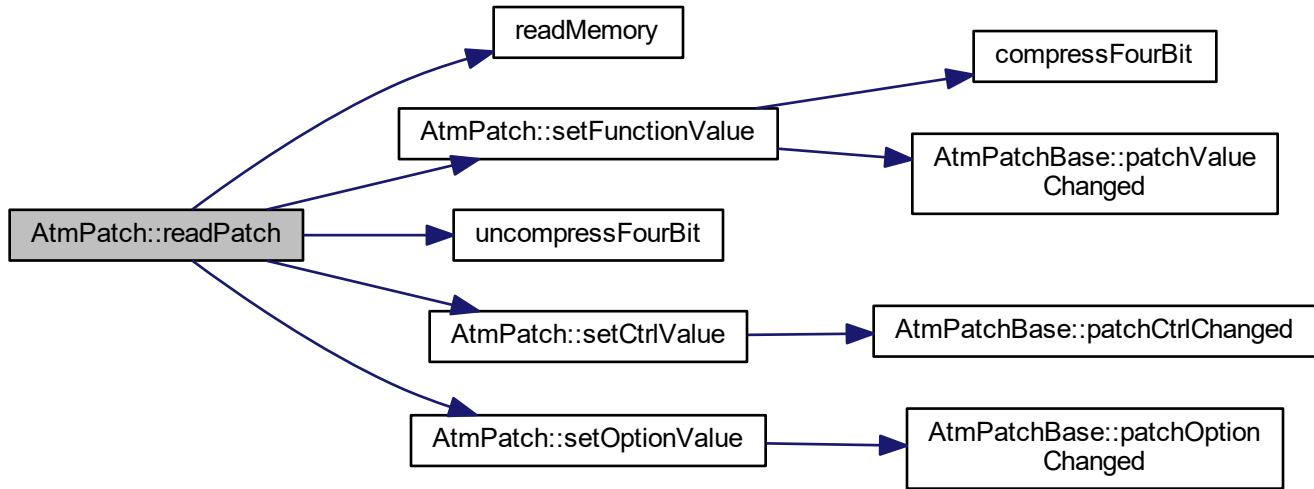 readMemory
compressFourBit
AtmPatch::setFunctionValue
AtmPatchBase::patchValue
Changed
AtmPatch::readPatch
uncompressFourBit
AtmPatch::setCtrlValue
AtmPatchBase::patchCtrlChanged
AtmPatch::setOptionValue
AtmPatchBase::patchOption
Changed